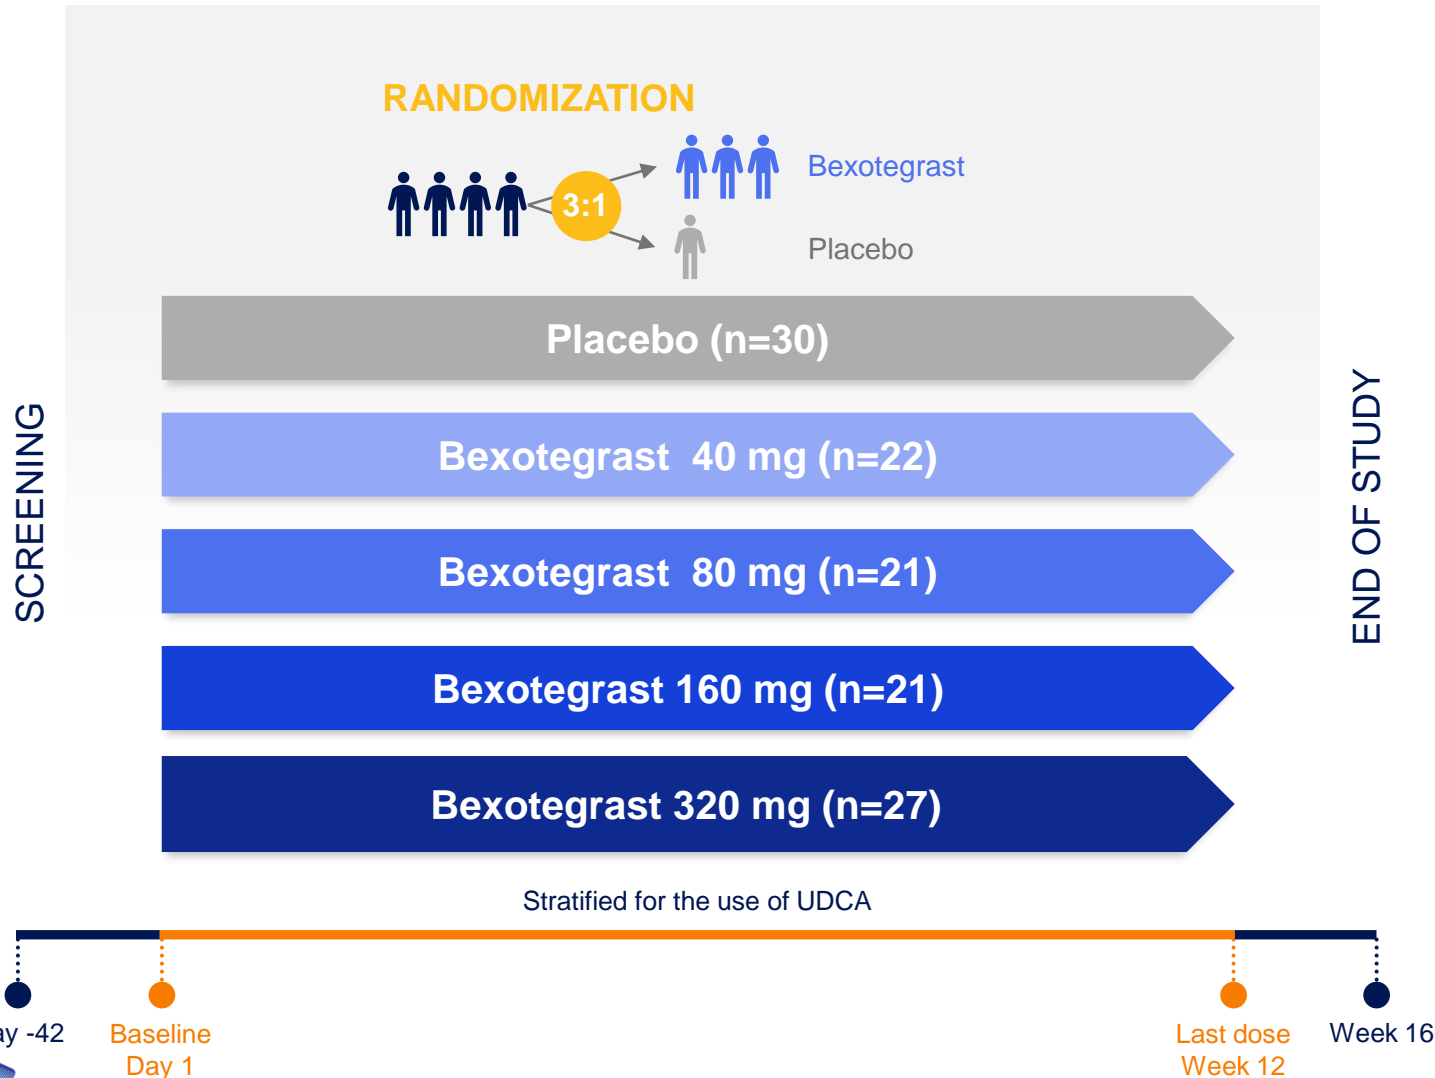 RANDOMIZATION
3:1
Bexotegrast
Placebo
Placebo (n=30)
Bexotegrast 40 mg (n=22)
Bexotegrast 80 mg (n=21)
Bexotegrast 160 mg (n=21)
Bexotegrast 320 mg (n=27)
SCREENING
END OF STUDY
Stratified for the use of UDCA
-42
Baseline
Day 1
Last dose
Week 12
Week 16